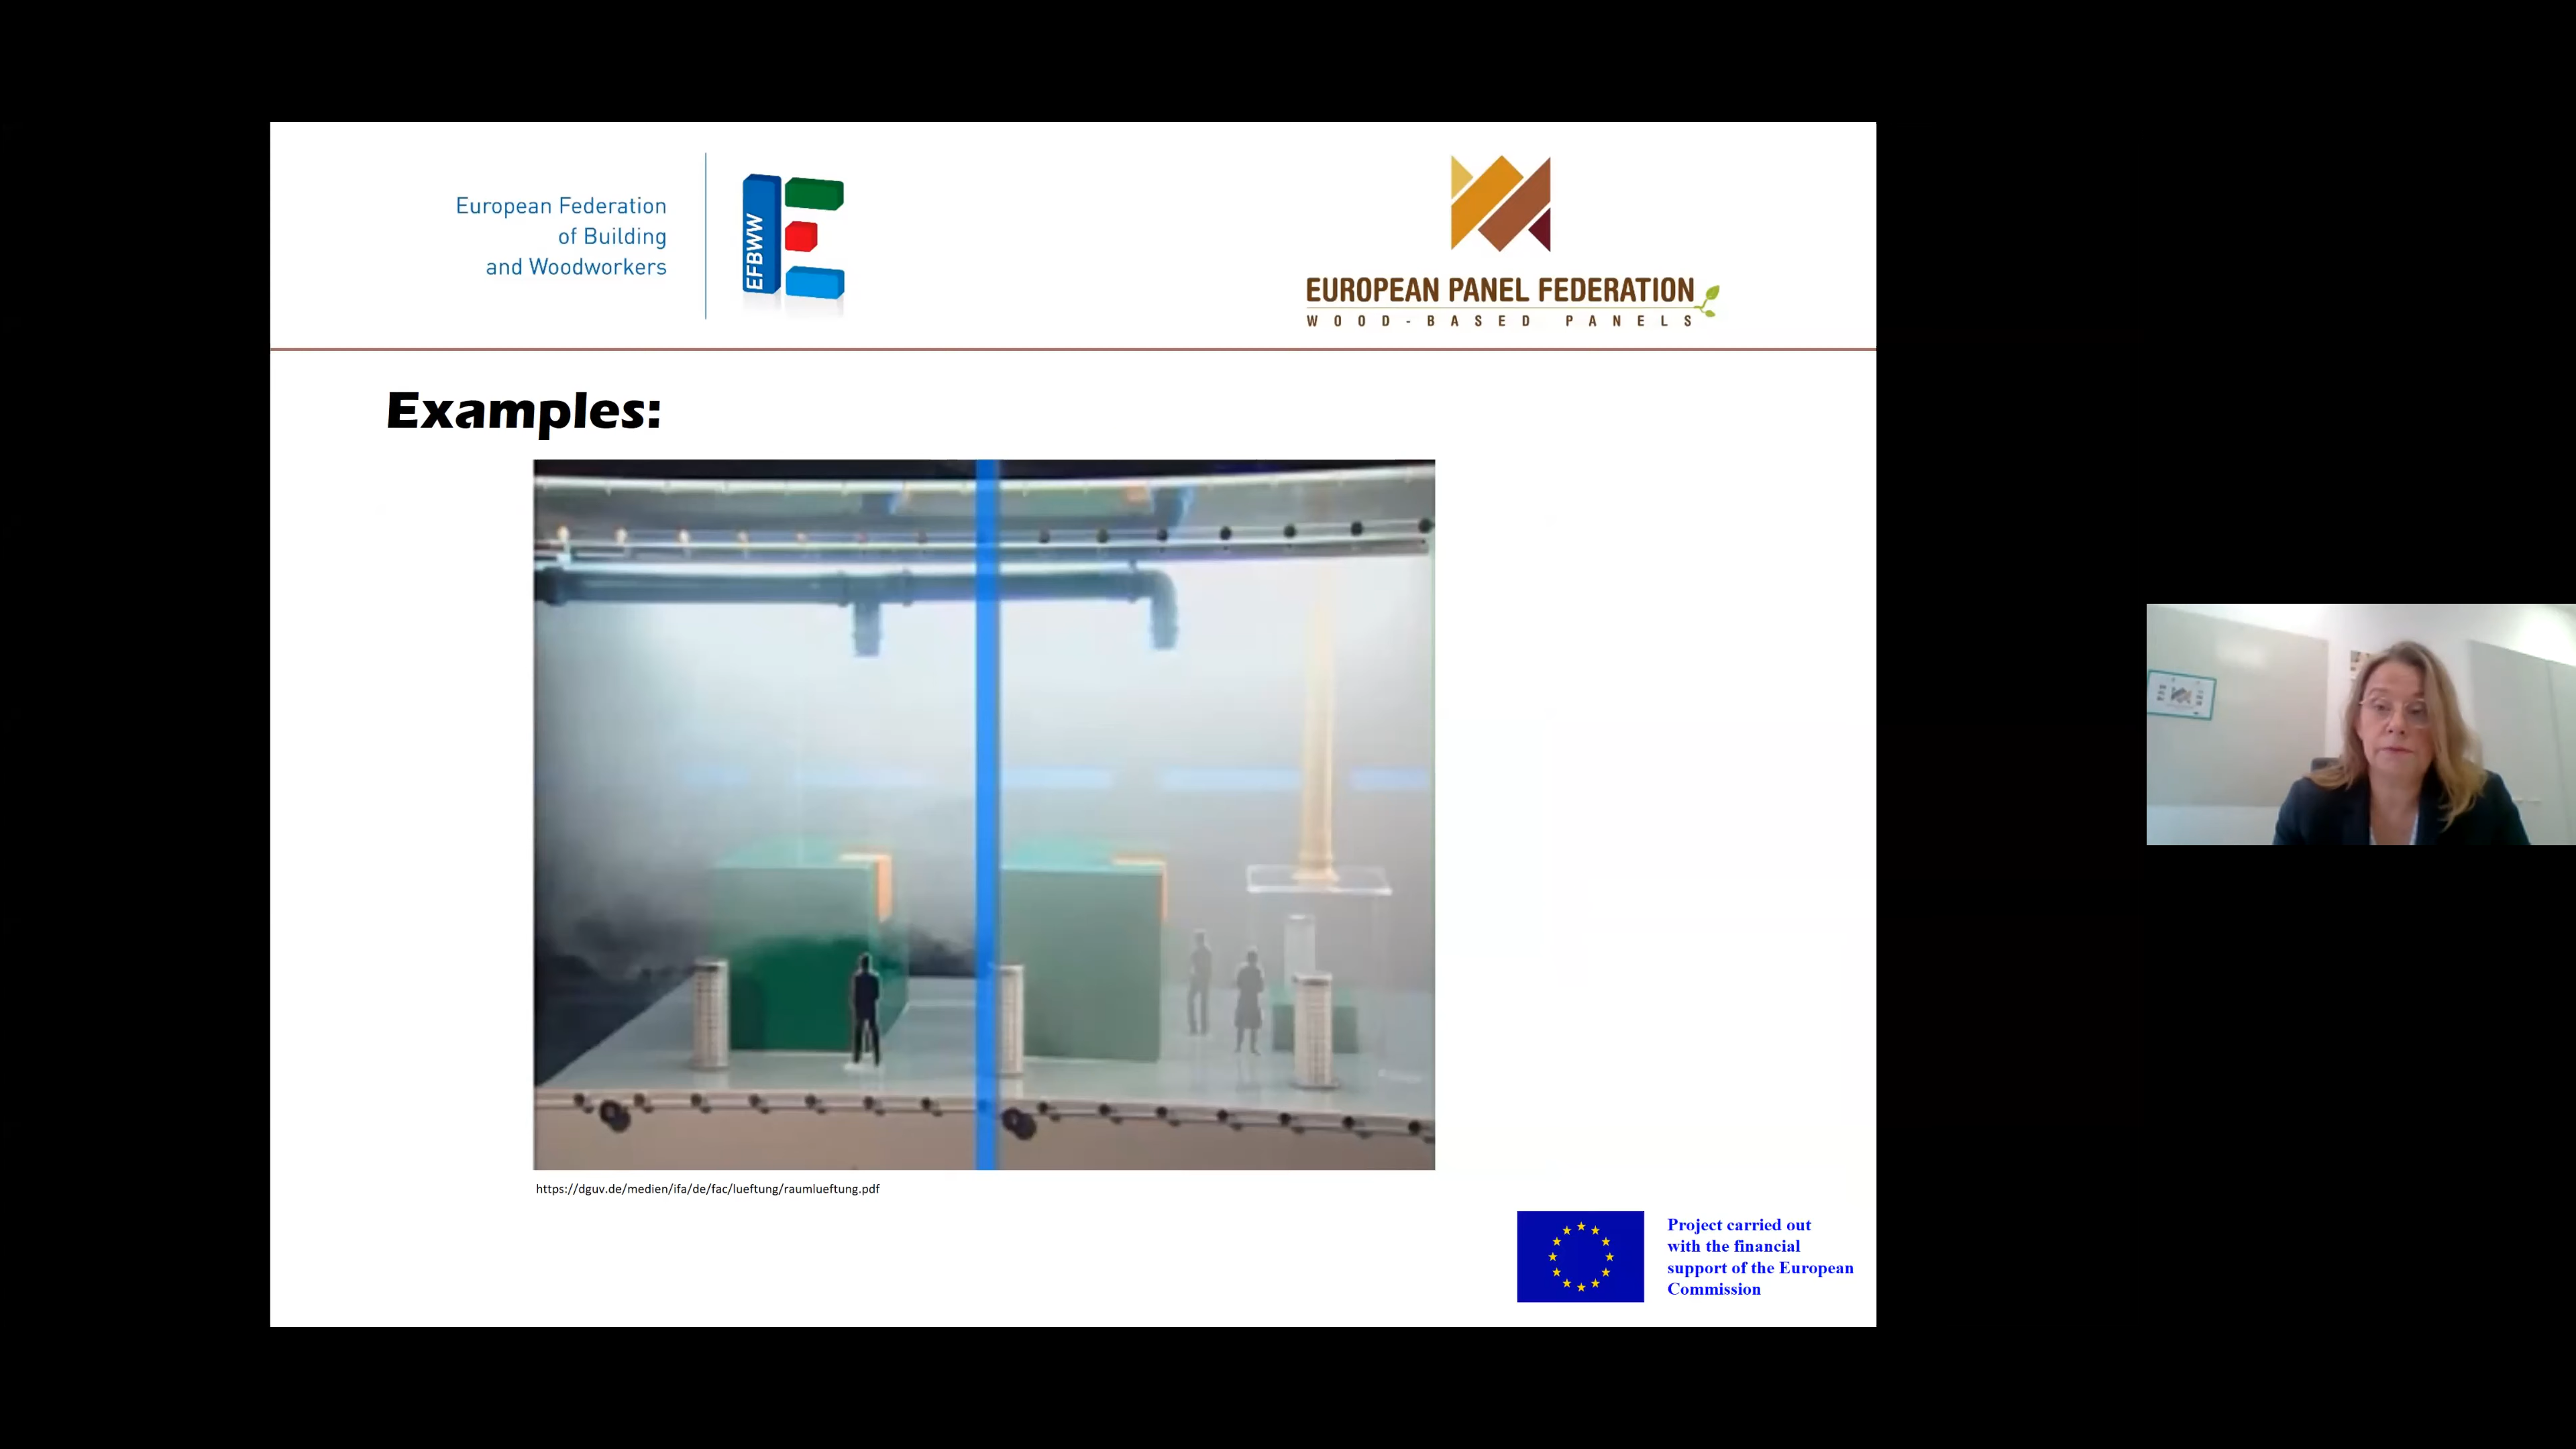 European Federation
of Building
and Woodworkers
EFBWW
EUROPEAN PANEL FEDERATION
WOOD-BASED PANELS
Examples:
https://dguv.de/medien/ifa/de/fac/lueftung/raumlueftung.pdf
Project carried out
with the financial
support of the European
Commission